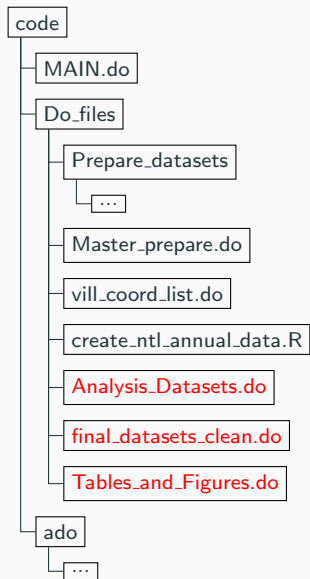 code
MAIN.do
Do_files
Prepare_datasets
...
Master_prepare.do
vill_coord_list.do
create_ntl_annual_data.R
Analysis_Datasets.do
final_datasets_clean.do
Tables_and_Figures.do
ado
...